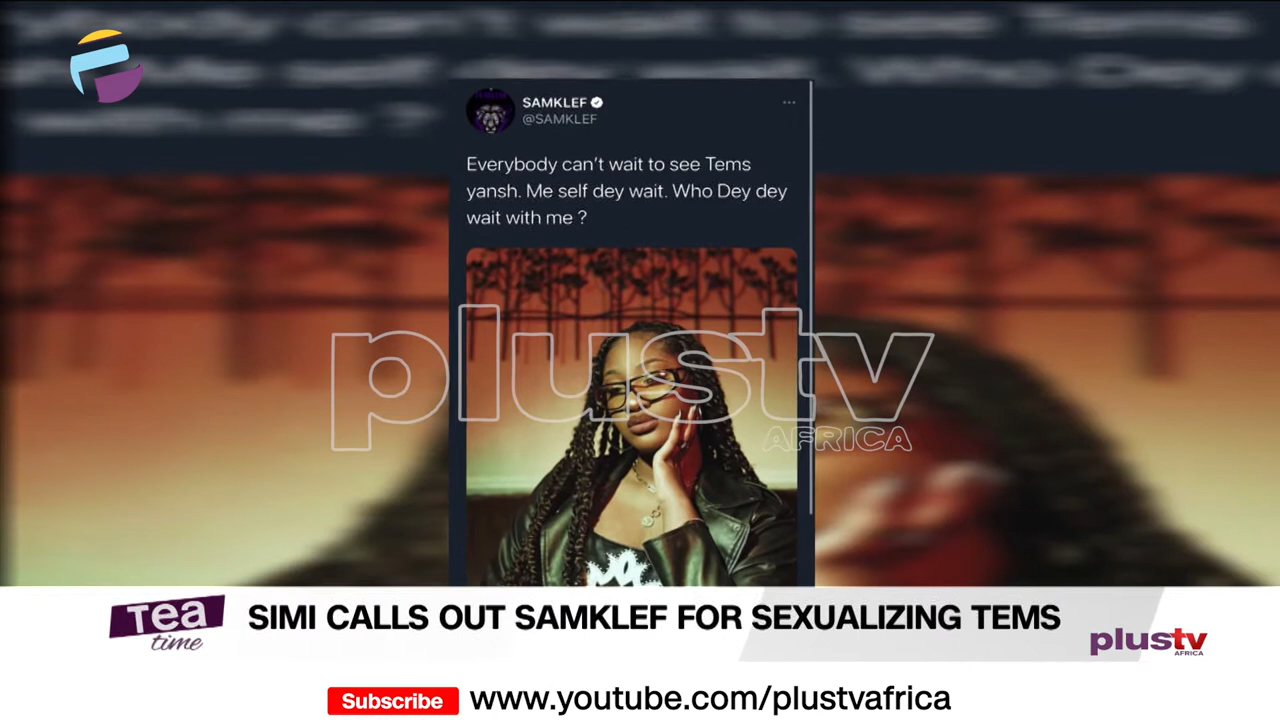 SAMKLEF
@SAMKLEF
Everybody can't wait to see Tems
yansh. Me self dey wait. Who Dey dey
wait with me ?
plustv
AFRICA
Tea
time
SIMI CALLS OUT SAMKLEF FOR SEXUALIZING TEMS
plustv
AFRICA
Subscribe www.youtube.com/plustvafrica